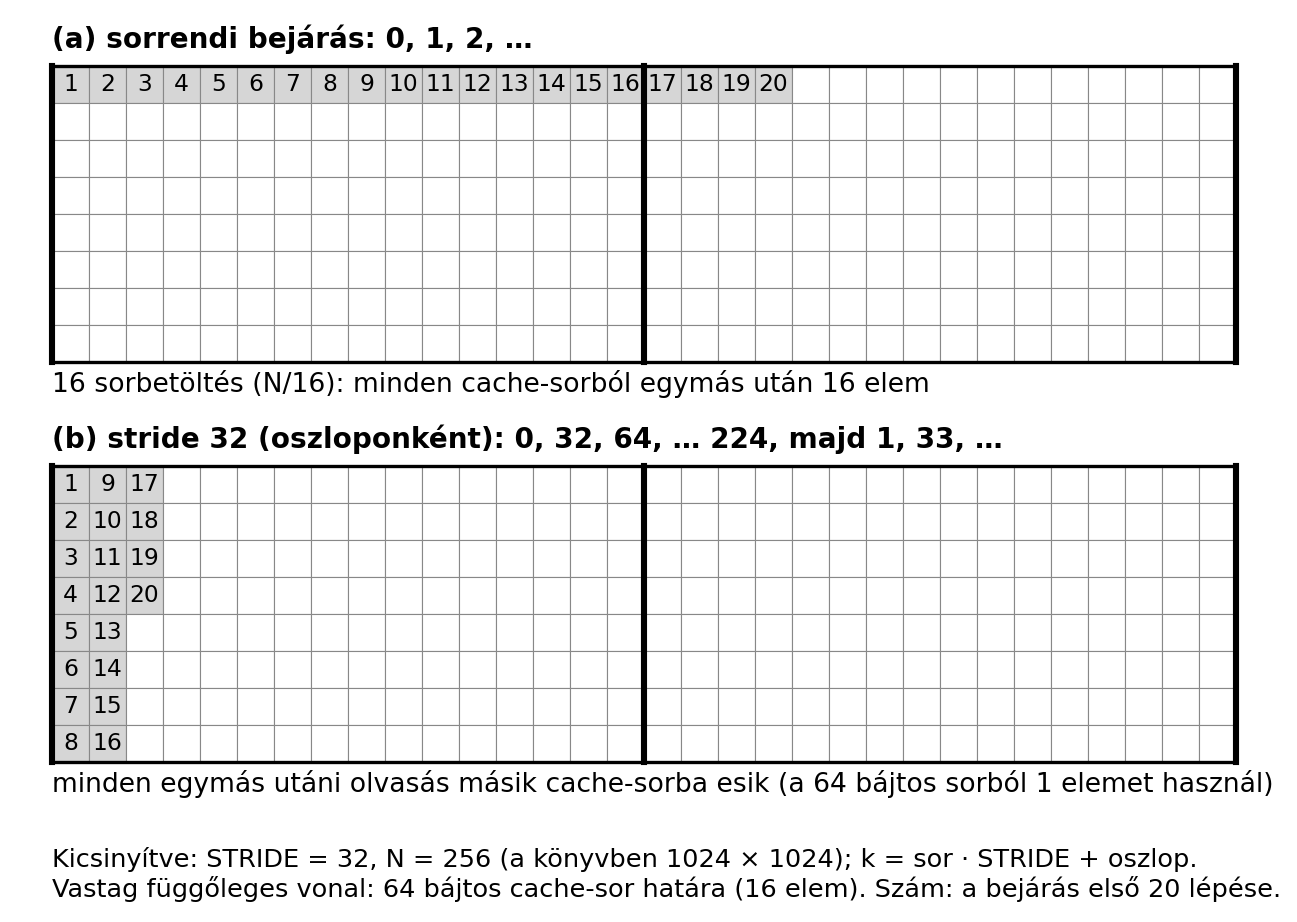 (a) sorrendi bejárás: 0, 1, 2, …
1 2 3 4 5 6 7 8 9 10 11 12 13 14 15 16 17 18 19 20
16 sorbetöltés (N/16): minden cache-sorból egymás után 16 elem
(b) stride 32 (oszloponként): 0, 32, 64, … 224, majd 1, 33, …
1 9 17
2 10 18
3 11 19
4 12 20
5 13
6 14
7 15
8 16
minden egymás utáni olvasás másik cache-sorba esik (a 64 bájtos sorból 1 elemet használ)
Kicsinyítve: STRIDE = 32, N = 256 (a könyvben 1024 × 1024); k = sor · STRIDE + oszlop.
Vastag függőleges vonal: 64 bájtos cache-sor határa (16 elem). Szám: a bejárás első 20 lépése.